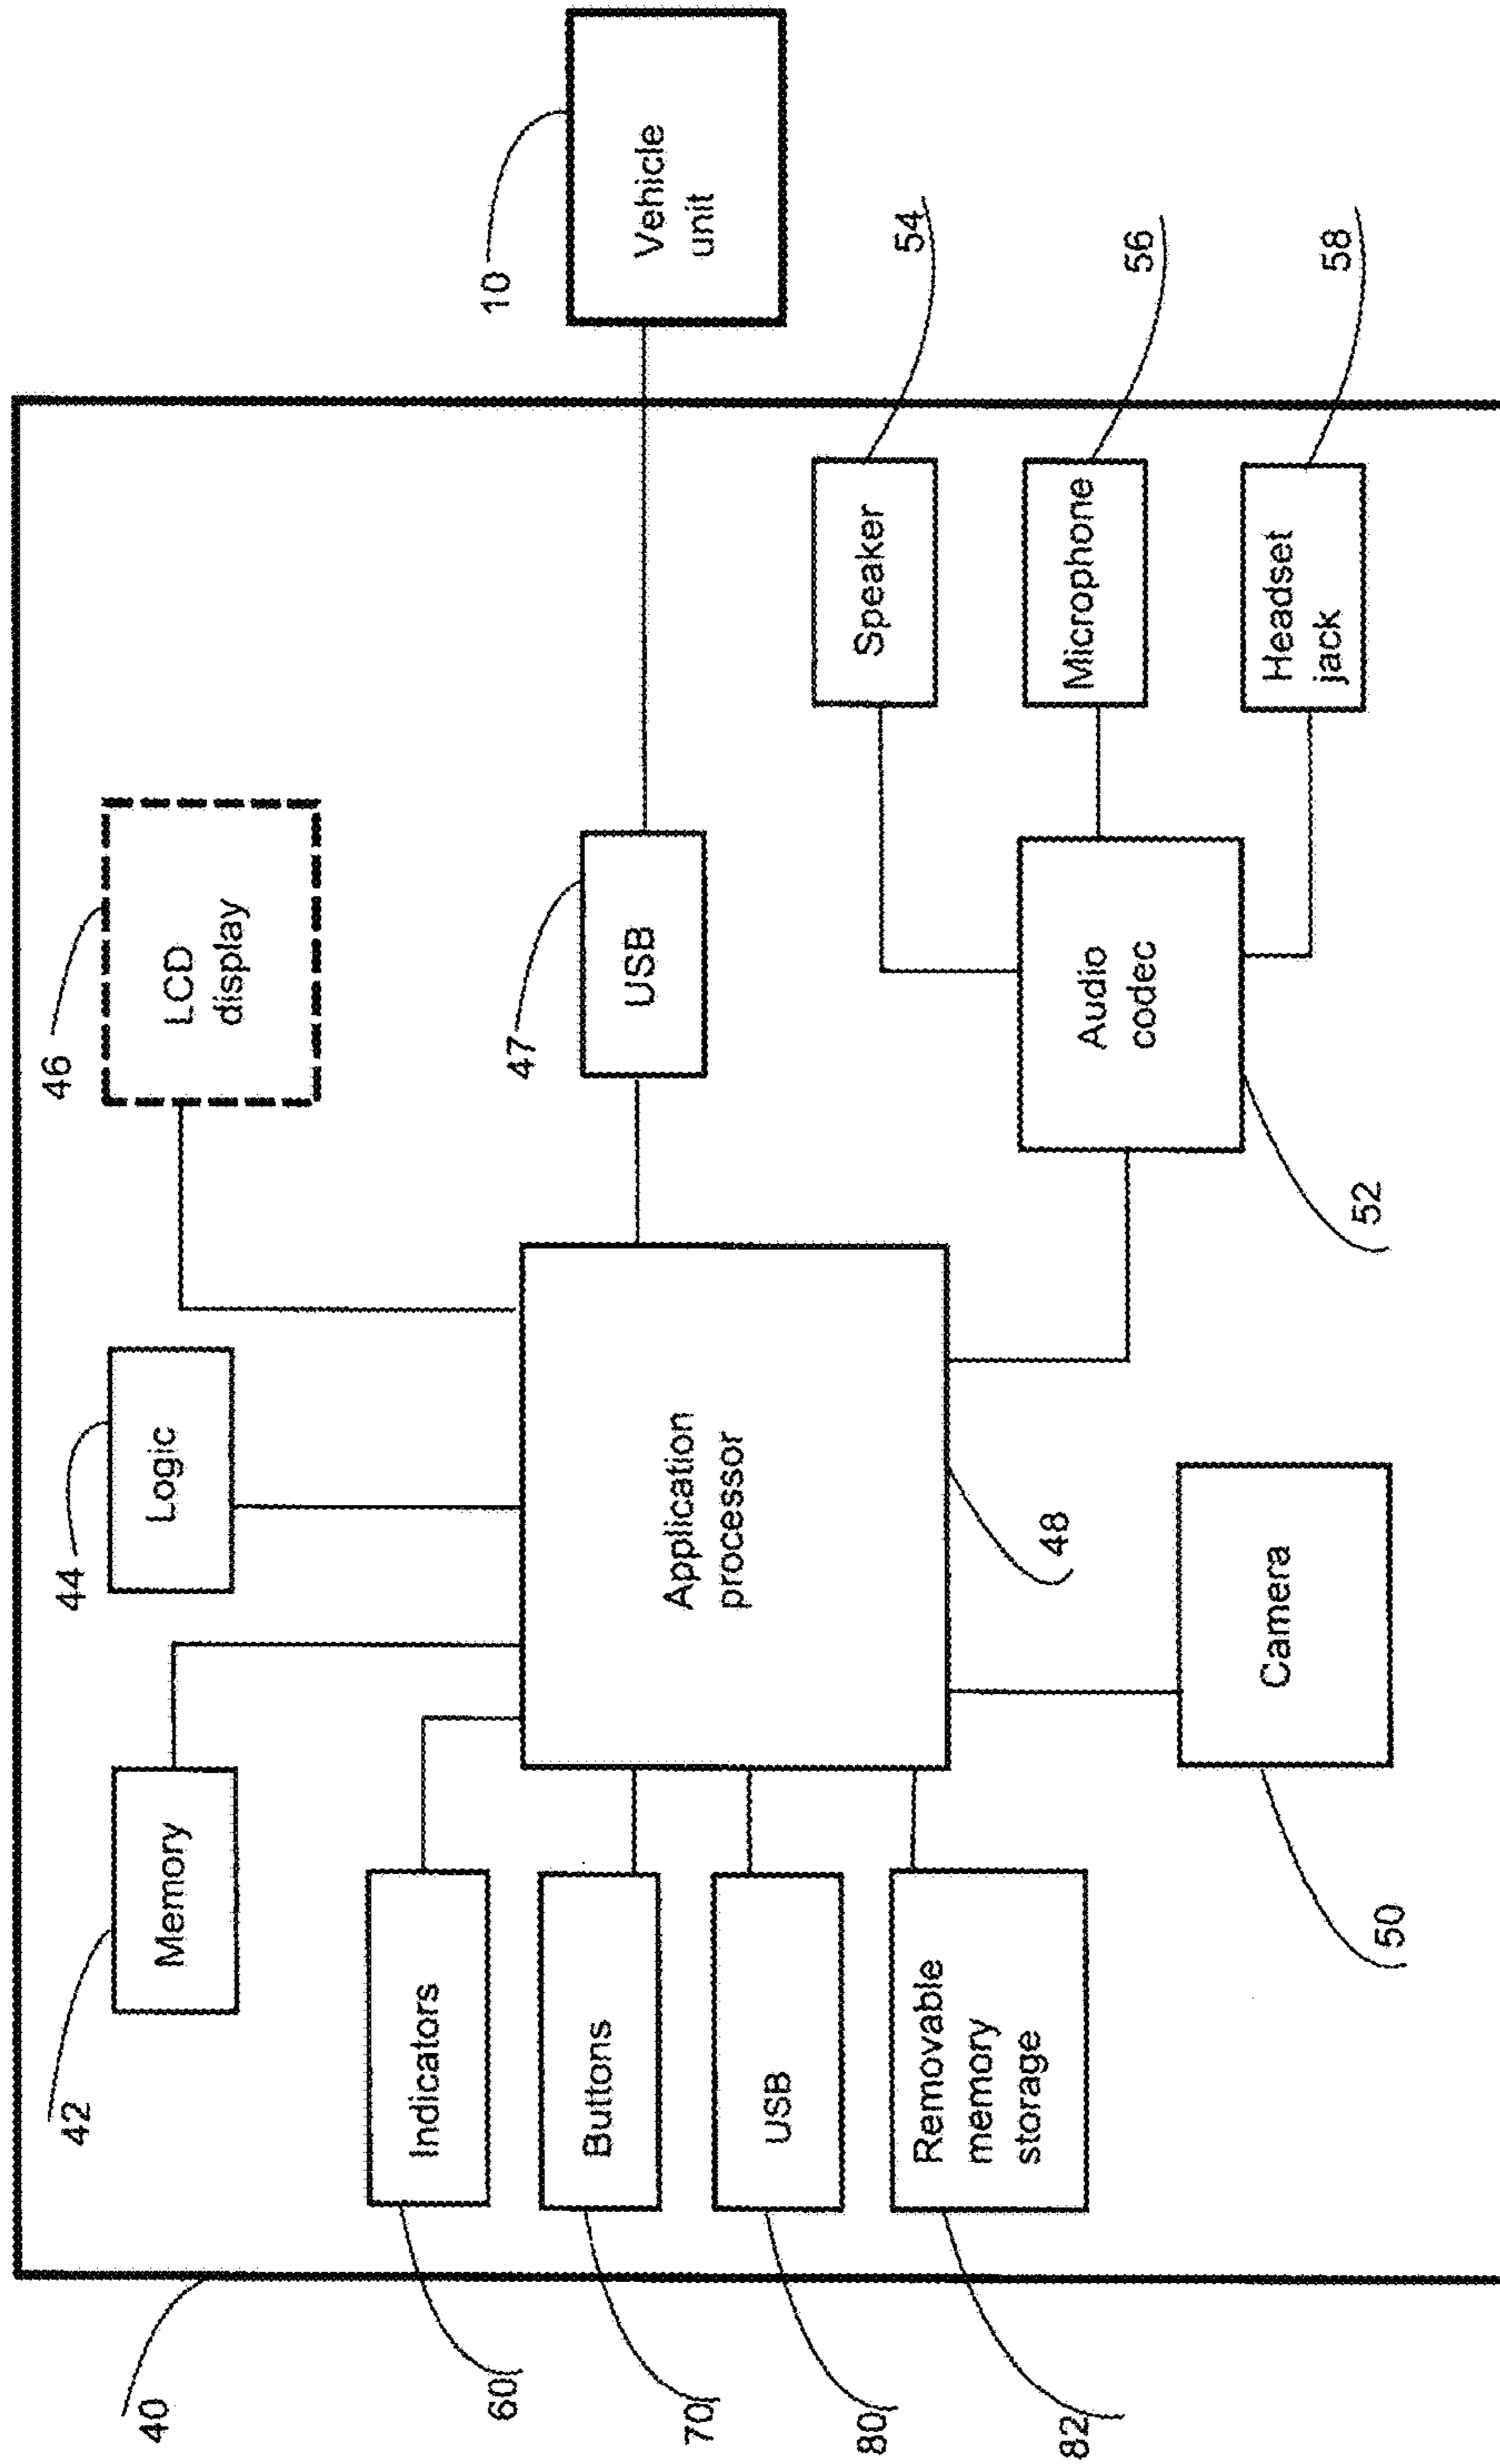 40
42
Memory
44
Logic
46
LCD
display
10
Vehicle
unit
60
Indicators
70
Buttons
80
USB
82
Removable
memory
storage
Application
processor
48
47
USB
Camera
50
Audio
codec
52
Speaker
54
Microphone
56
Headset
jack
58